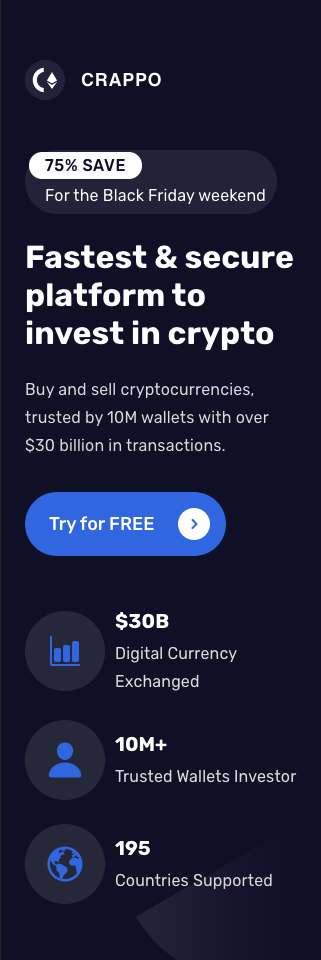 CRAPPO
75% SAVE
For the Black Friday weekend
Fastest & secure
platform to
invest in crypto
Buy and sell cryptocurrencies,
trusted by 10M wallets with over
$30 billion in transactions.
Try for FREE
$30B
Digital Currency
Exchanged
10M+
Trusted Wallets Investor
195
Countries Supported